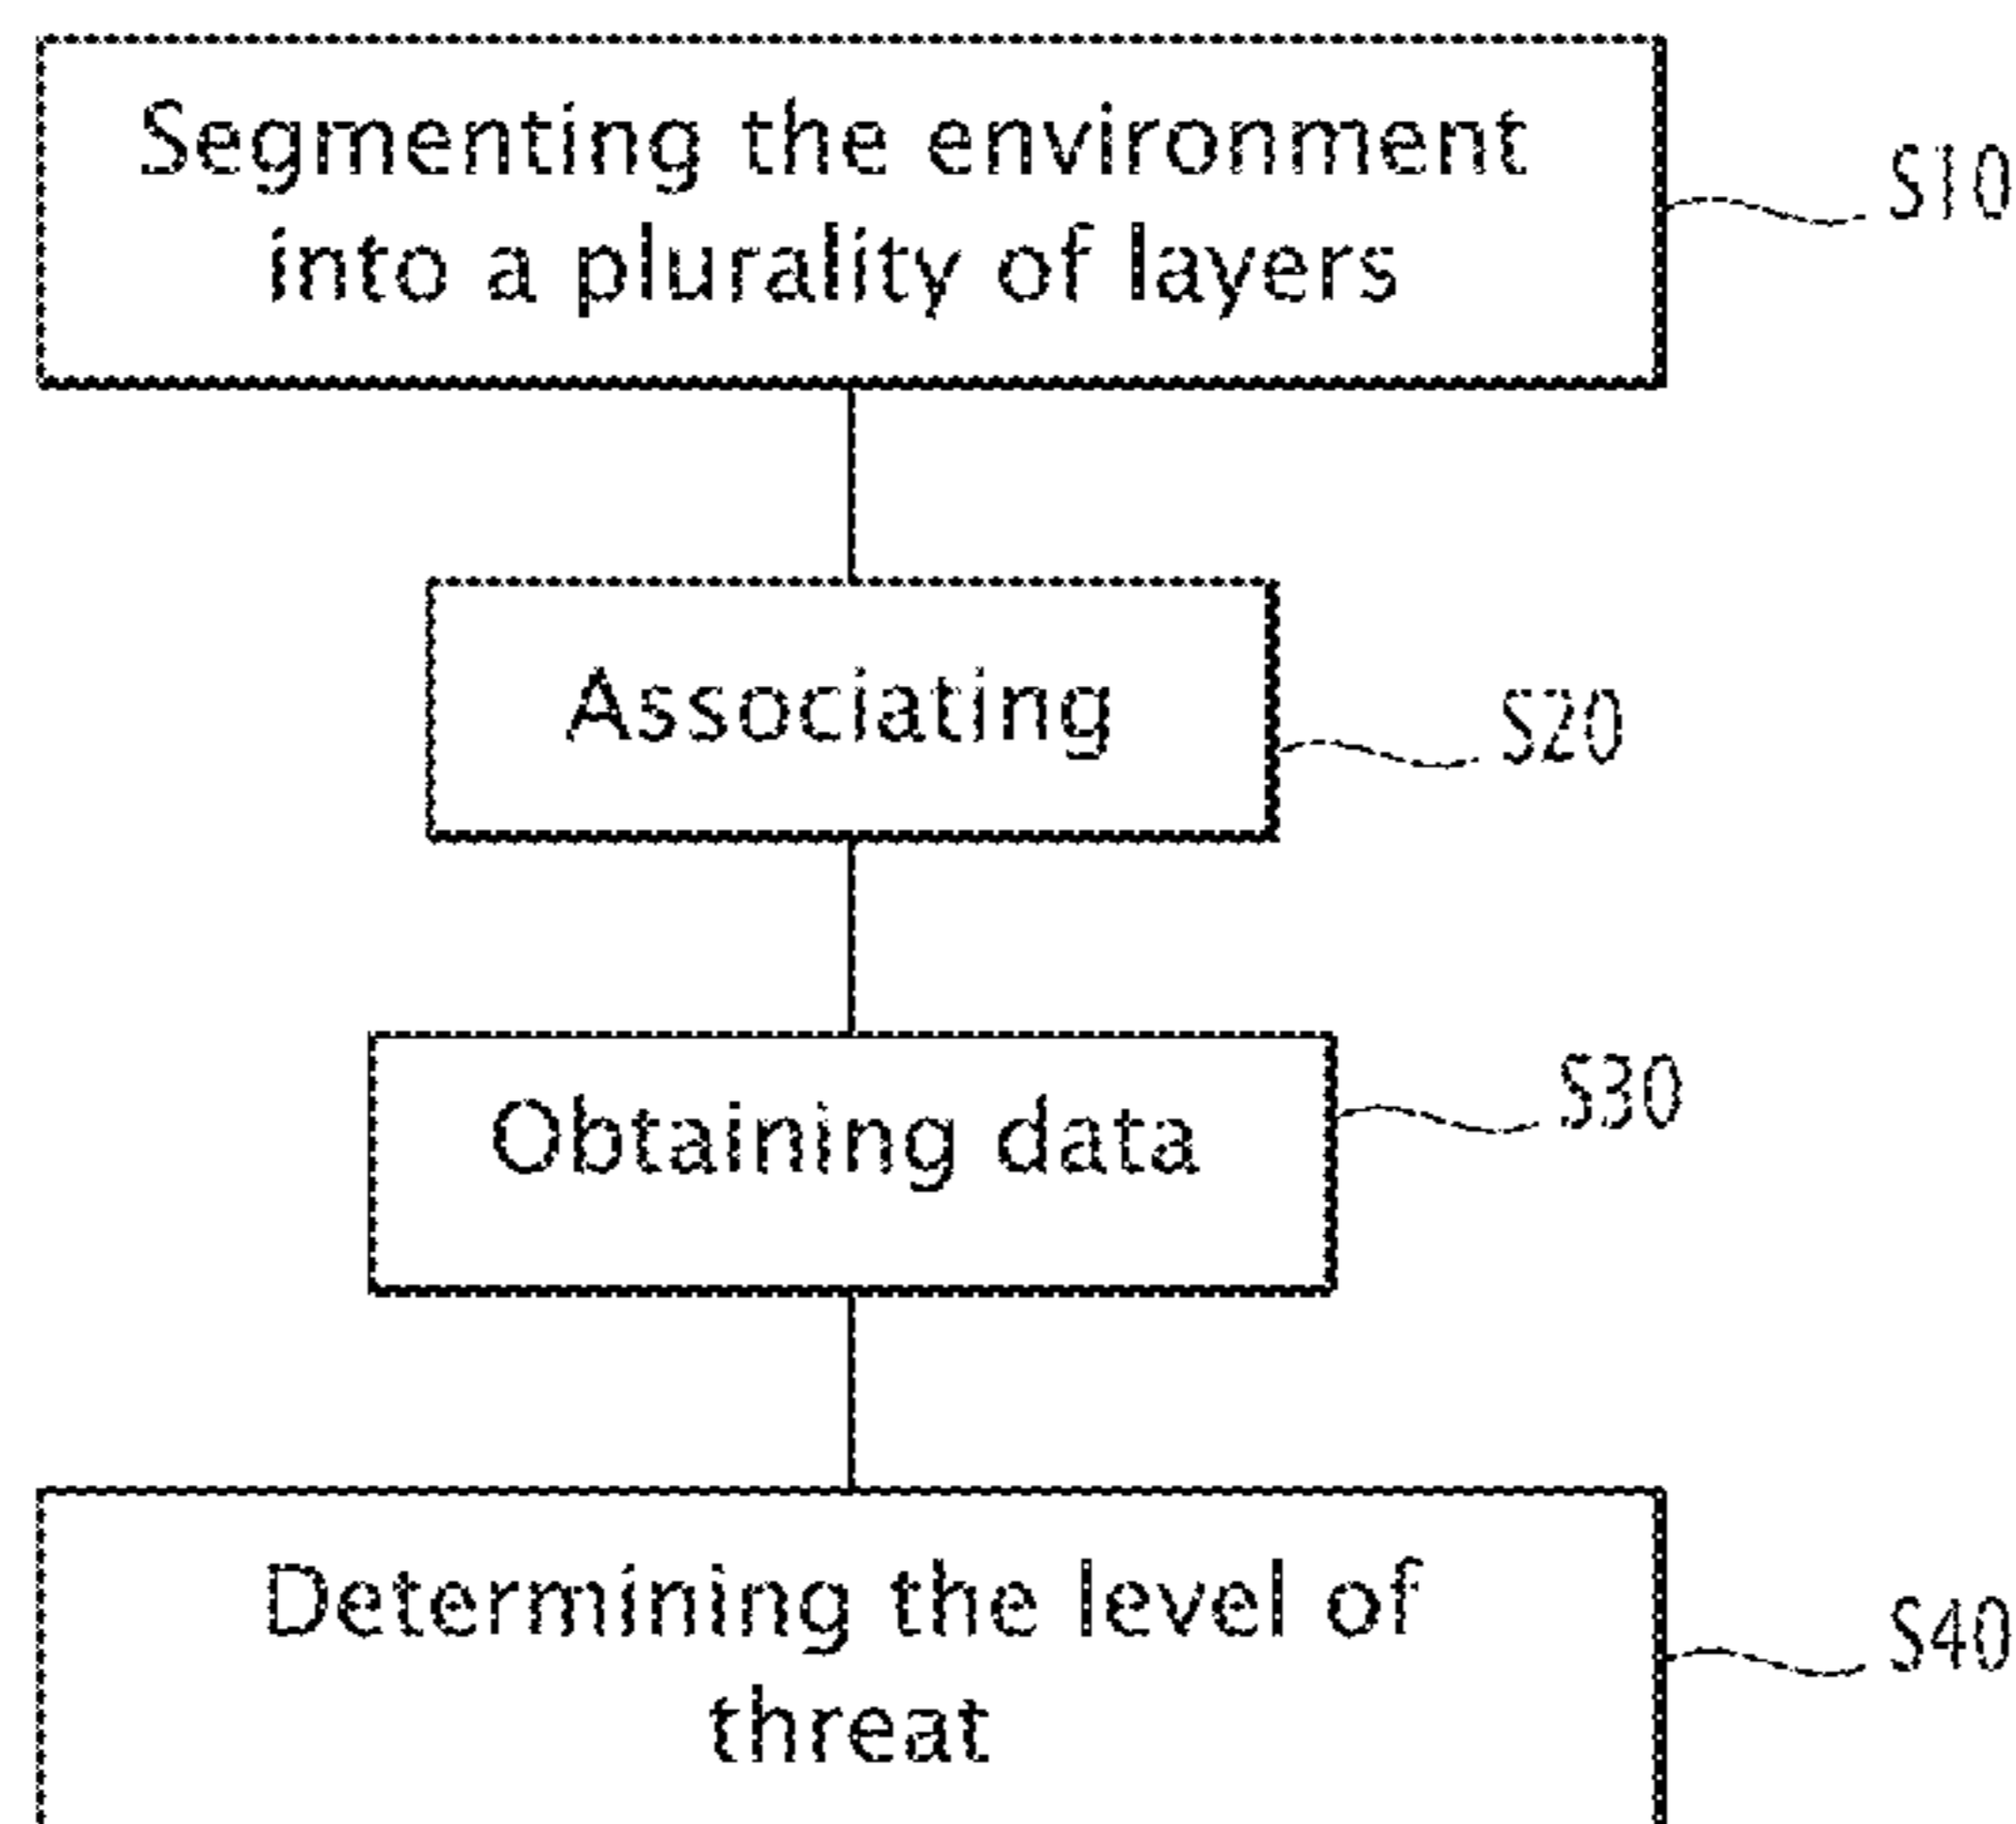 Segmenting the environment
into a plurality of layers
S10
Associating
S20
Obtaining data
S30
Determining the level of
threat
S40